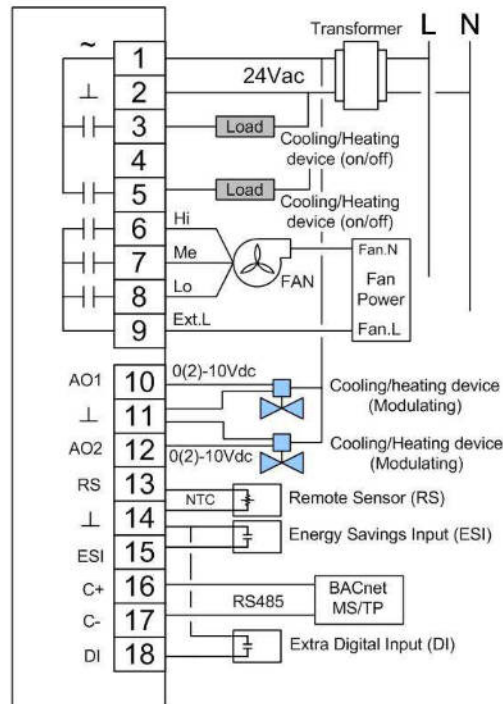 Transformer
L
N
~
1
24Vac
⊥
2
3
Load
Cooling/Heating
device (on/off)
4
5
Load
Cooling/Heating
device (on/off)
6
Hi
7
Me
FAN
8
Lo
9
Ext.L
Fan.N
Fan
Power
Fan.L
AO1
10
0(2)-10Vdc
Cooling/heating device
(Modulating)
⊥
11
AO2
12
0(2)-10Vdc
Cooling/Heating device
(Modulating)
RS
13
NTC
Remote Sensor (RS)
⊥
14
Energy Savings Input (ESI)
ESI
15
C+
16
RS485
BACnet
MS/TP
C-
17
DI
18
Extra Digital Input (DI)